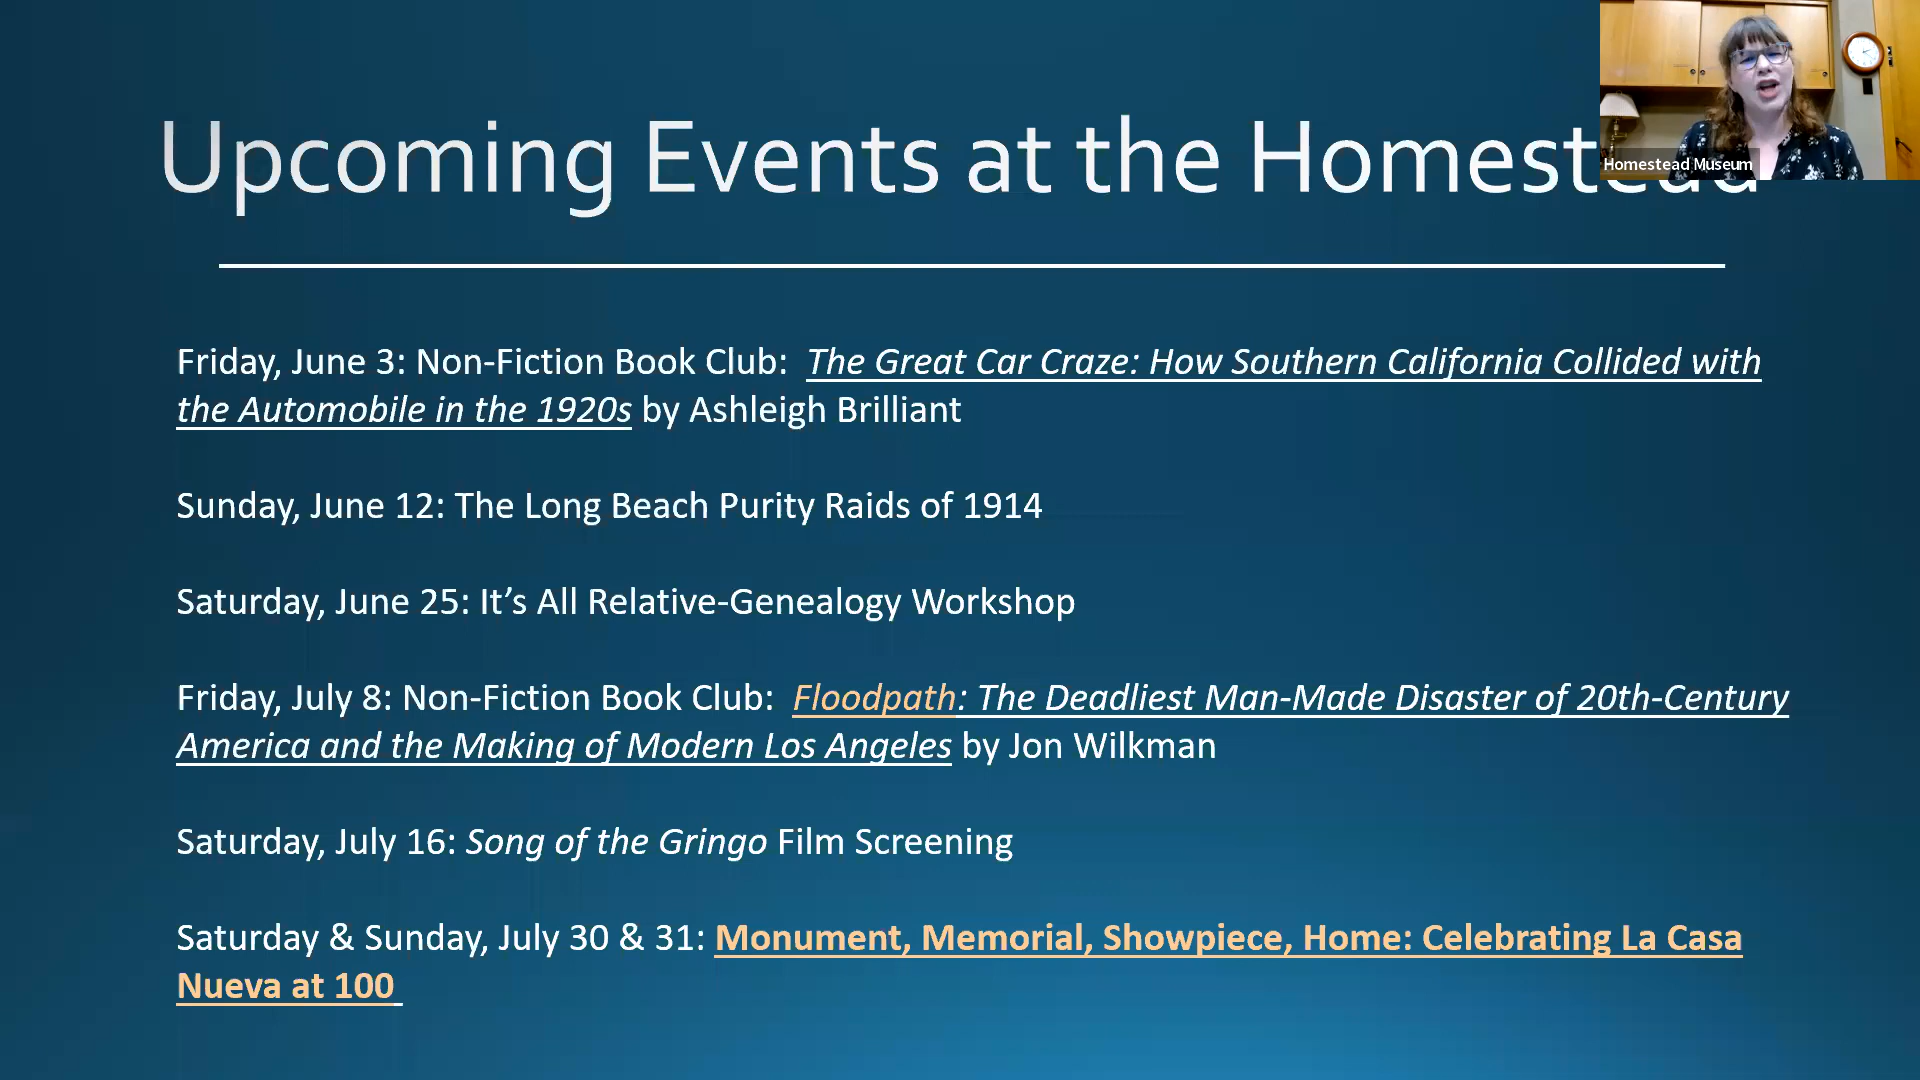 Upcoming Events at the Homestead
Homestead Museum
Friday, June 3: Non-Fiction Book Club: The Great Car Craze: How Southern California Collided with
the Automobile in the 1920s by Ashleigh Brilliant
Sunday, June 12: The Long Beach Purity Raids of 1914
Saturday, June 25: It’s All Relative-Genealogy Workshop
Friday, July 8: Non-Fiction Book Club: Floodpath: The Deadliest Man-Made Disaster of 20th-Century
America and the Making of Modern Los Angeles by Jon Wilkman
Saturday, July 16: Song of the Gringo Film Screening
Saturday & Sunday, July 30 & 31: Monument, Memorial, Showpiece, Home: Celebrating La Casa
Nueva at 100